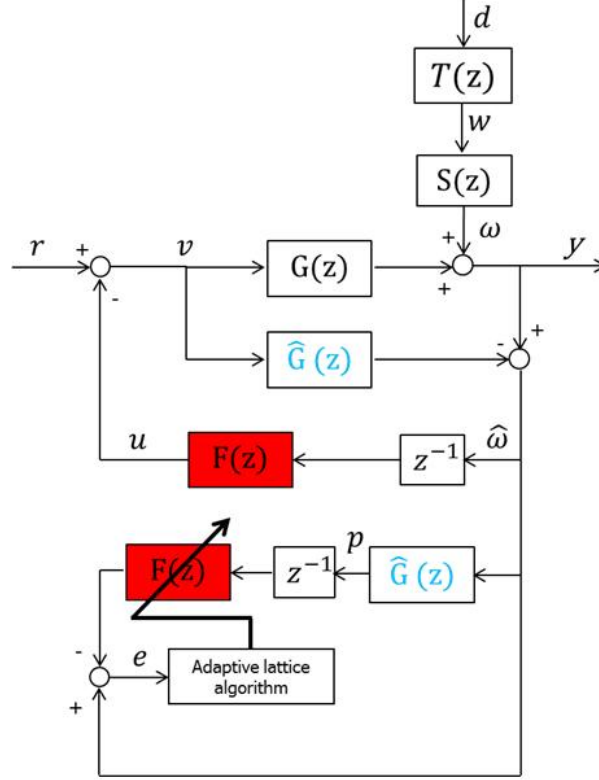 d
T(z)
w
S(z)
ω
r + v G(z) + + y
-
Ĝ (z) - +
u F(z) z⁻¹ ω̂
F(z) z⁻¹ p Ĝ (z)
- e Adaptive lattice
algorithm
+